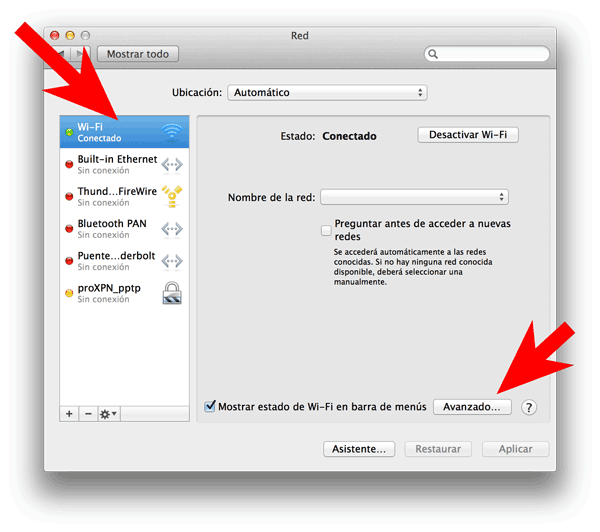 Red
Mostrar todo
Ubicación: Automático
Wi-Fi
Conectado
Built-in Ethernet
Sin conexión
Thund...FireWire
Sin conexión
Bluetooth PAN
Sin conexión
Puente...derbolt
Sin conexión
proXPN_pptp
Sin conexión
+ −
Estado: Conectado
Desactivar Wi-Fi
Nombre de la red:
Preguntar antes de acceder a nuevas
redes
Se accederá automáticamente a las redes
conocidas. Si no hay ninguna red conocida
disponible, deberá seleccionar una
manualmente.
Mostrar estado de Wi-Fi en barra de menús
Avanzado...
?
Asistente...
Restaurar
Aplicar